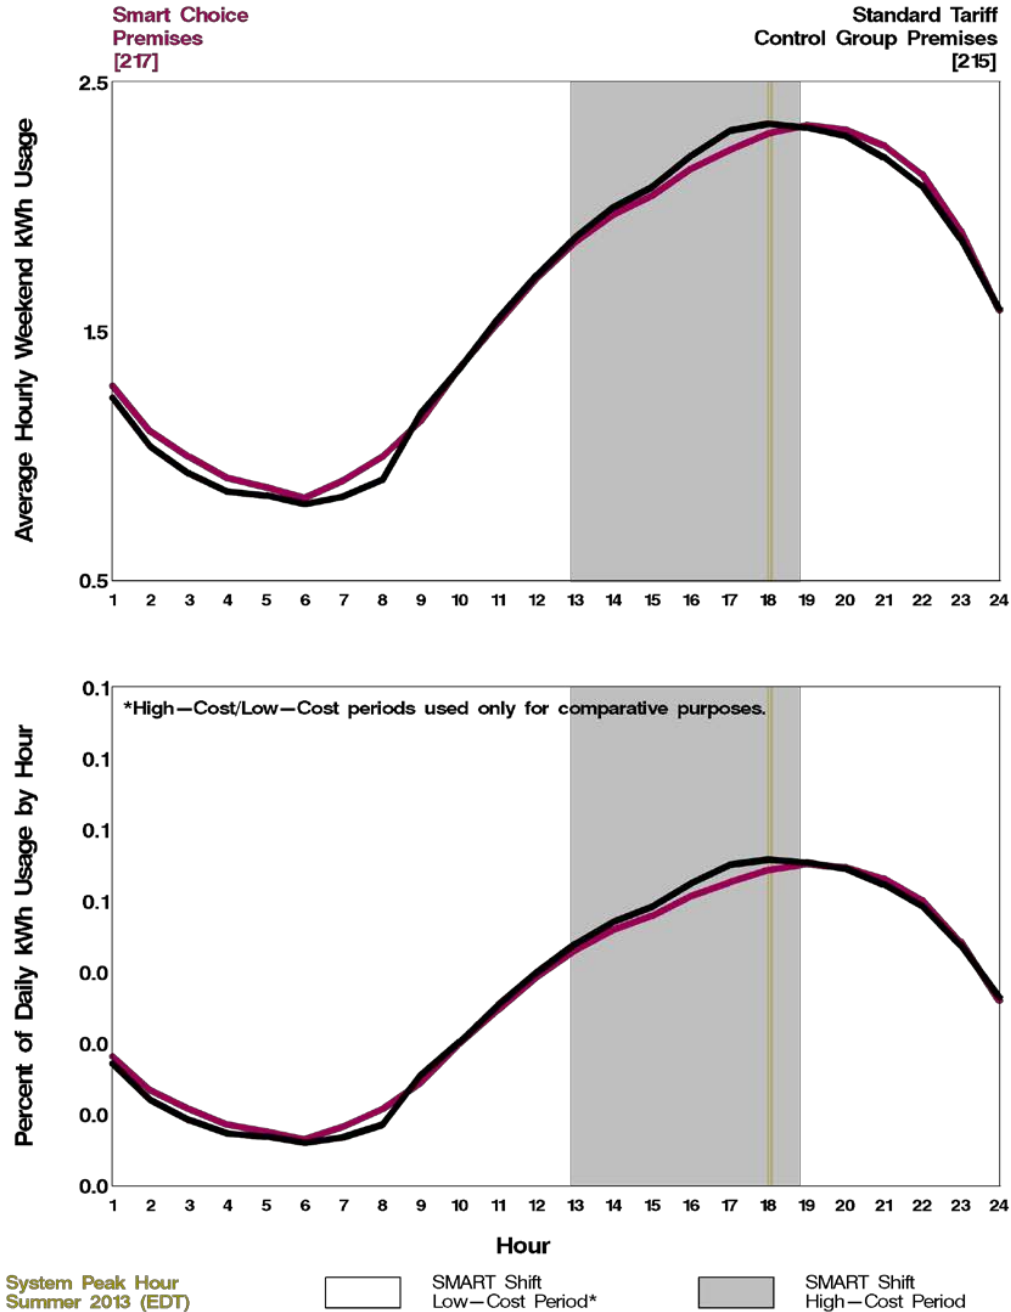 Smart Choice
Premises
[217]
Standard Tariff
Control Group Premises
[215]
Average Hourly Weekend kWh Usage
2.5
1.5
0.5
1 2 3 4 5 6 7 8 9 10 11 12 13 14 15 16 17 18 19 20 21 22 23 24
Percent of Daily kWh Usage by Hour
*High—Cost/Low—Cost periods used only for comparative purposes.
0.1
0.1
0.1
0.1
0.0
0.0
0.0
0.0
1 2 3 4 5 6 7 8 9 10 11 12 13 14 15 16 17 18 19 20 21 22 23 24
Hour
System Peak Hour
Summer 2013 (EDT)
SMART Shift
Low—Cost Period*
SMART Shift
High—Cost Period